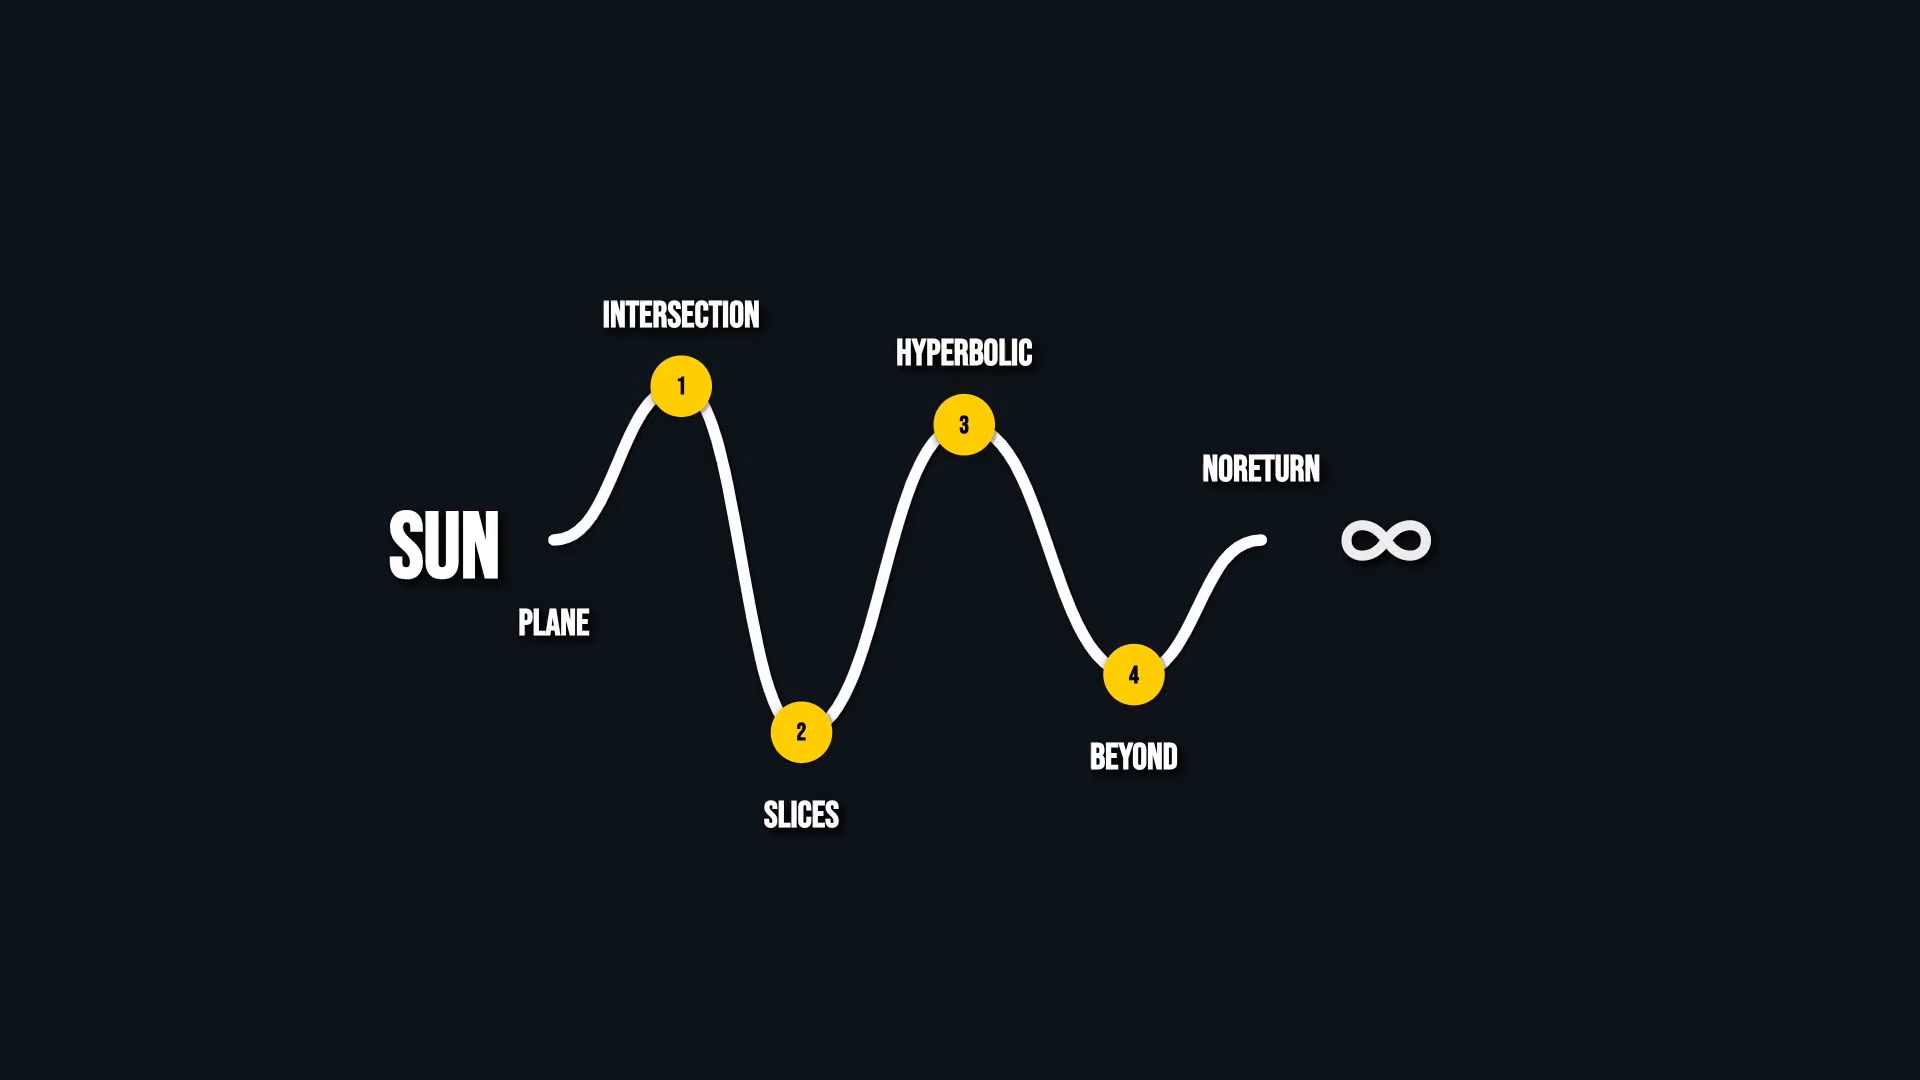 SUN
PLANE
INTERSECTION
1
2
SLICES
HYPERBOLIC
3
4
BEYOND
NORETURN
∞